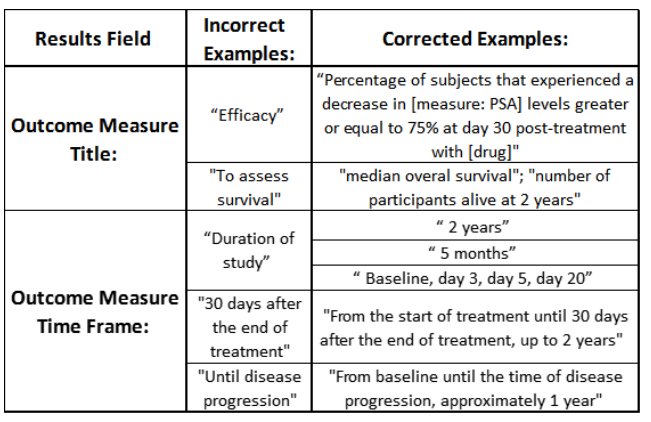 Results Field
Incorrect
Examples:
Corrected Examples:
Outcome Measure
Title:
“Efficacy”
“Percentage of subjects that experienced a
decrease in [measure: PSA] levels greater
or equal to 75% at day 30 post-treatment
with [drug]"
"To assess
survival"
"median overal survival"; "number of
participants alive at 2 years"
Outcome Measure
Time Frame:
“Duration of
study”
“ 2 years”
“ 5 months”
“ Baseline, day 3, day 5, day 20”
"30 days after
the end of
treatment"
"From the start of treatment until 30 days
after the end of treatment, up to 2 years"
"Until disease
progression"
"From baseline until the time of disease
progression, approximately 1 year"